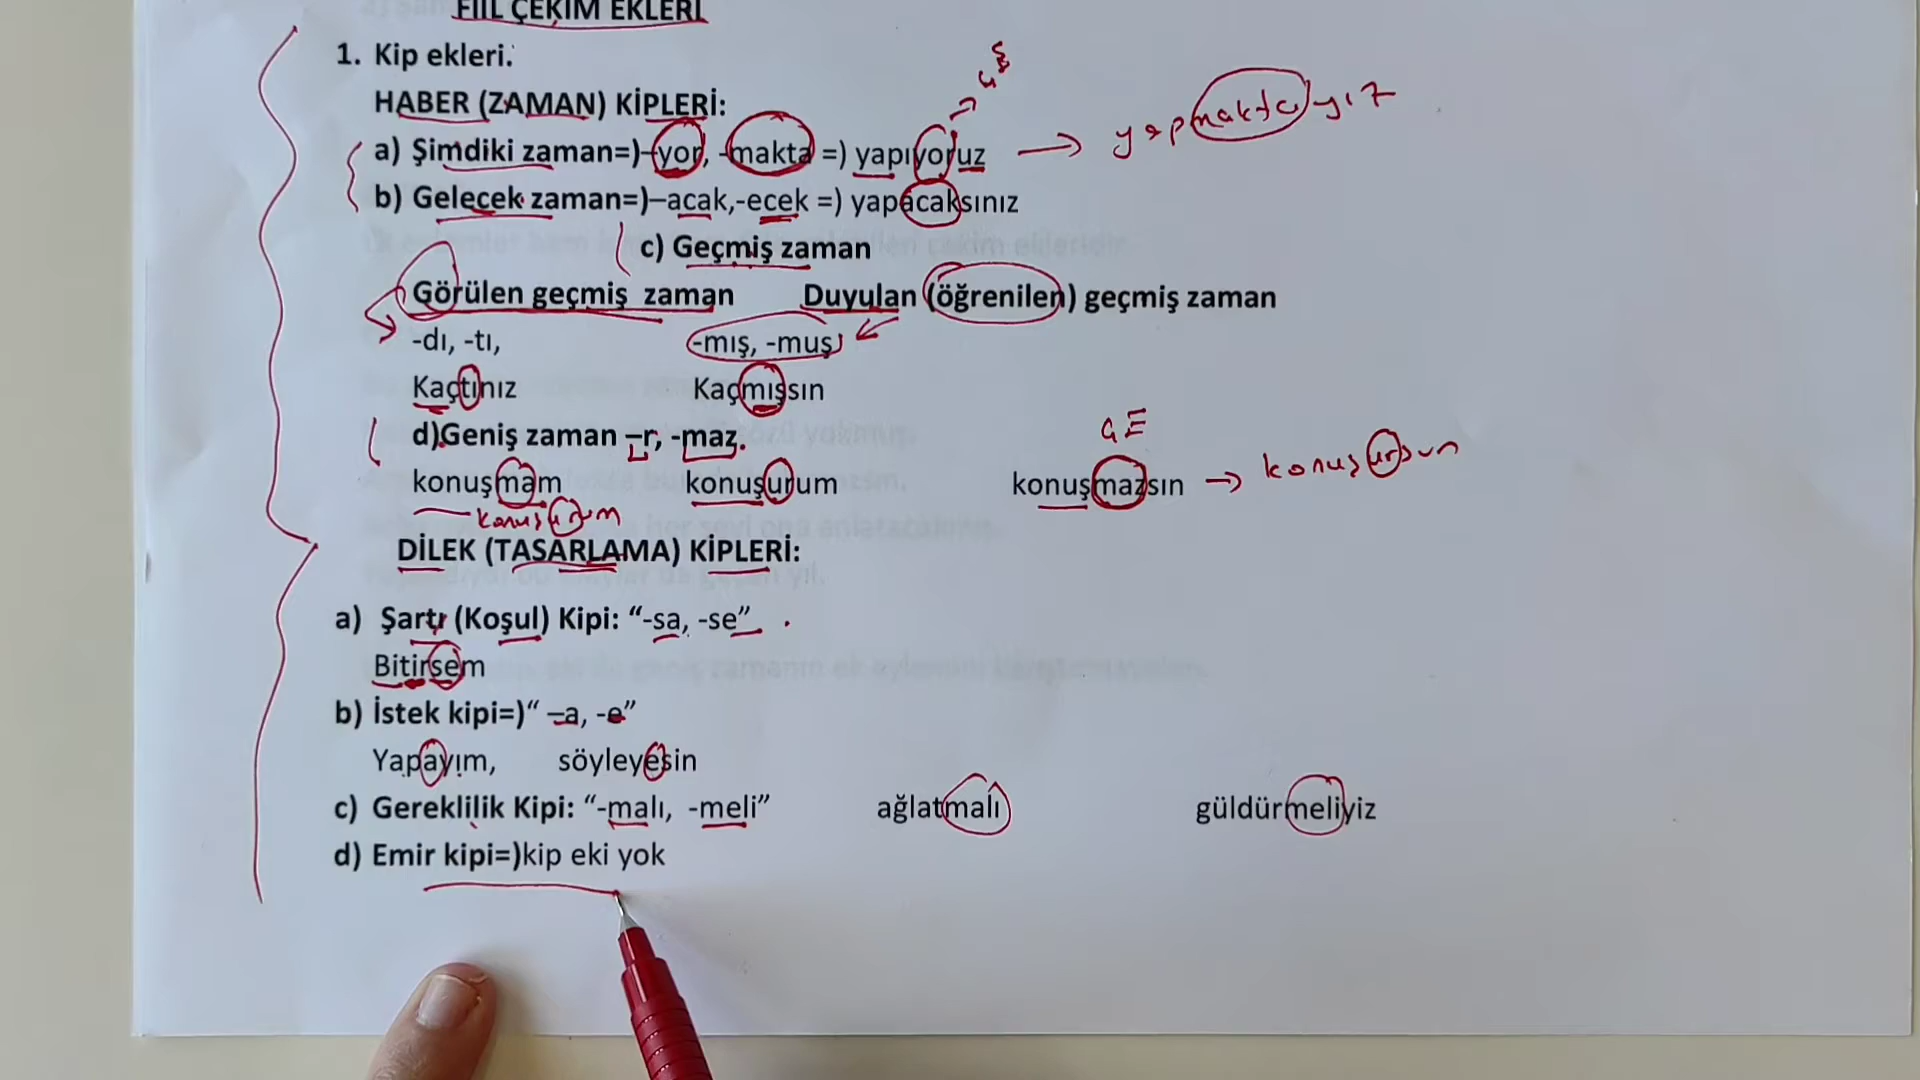 FİİL ÇEKİM EKLERİ
1. Kip ekleri.
HABER (ZAMAN) KİPLERİ:
ş
a) Şimdiki zaman=)–yor, -makta =) yapıyoruz → yapmaktayız
b) Gelecek zaman=)–acak,-ecek =) yapacaksınız
c) Geçmiş zaman
Görülen geçmiş zaman Duyulan (öğrenilen) geçmiş zaman
-dı, -tı, -mış, -muş
Kaçtınız Kaçmışsın
d)Geniş zaman –r, -maz.
konuşmam konuşurum konuşmazsın → konuşursun
konuşurum
DİLEK (TASARLAMA) KİPLERİ:
a) Şart (Koşul) Kipi: “-sa, -se”
Bitirsem
b) İstek kipi=)“ –a, -e”
Yapayım, söyleyesin
c) Gereklilik Kipi: “-malı, -meli” ağlatmalı güldürmeliyiz
d) Emir kipi=)kip eki yok